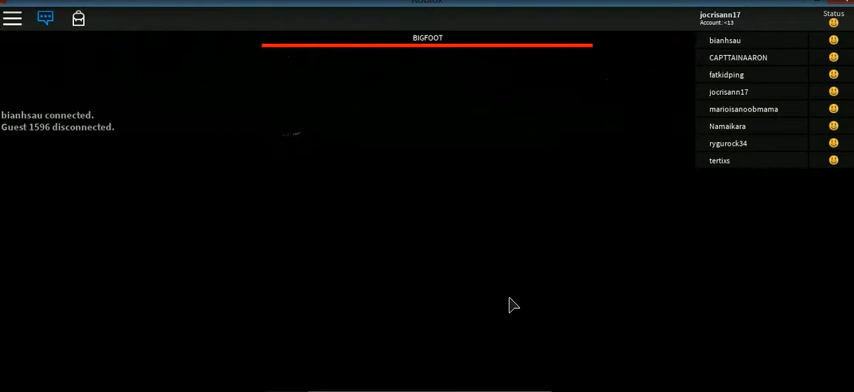 ROBLOX
jocrisann17
Account: <13
Status
BIGFOOT
bianhsau
CAPTTAINAARON
fatkidping
jocrisann17
marioisanoobmama
Namaikara
rygurock34
tertixs
bianhsau connected.
Guest 1596 disconnected.